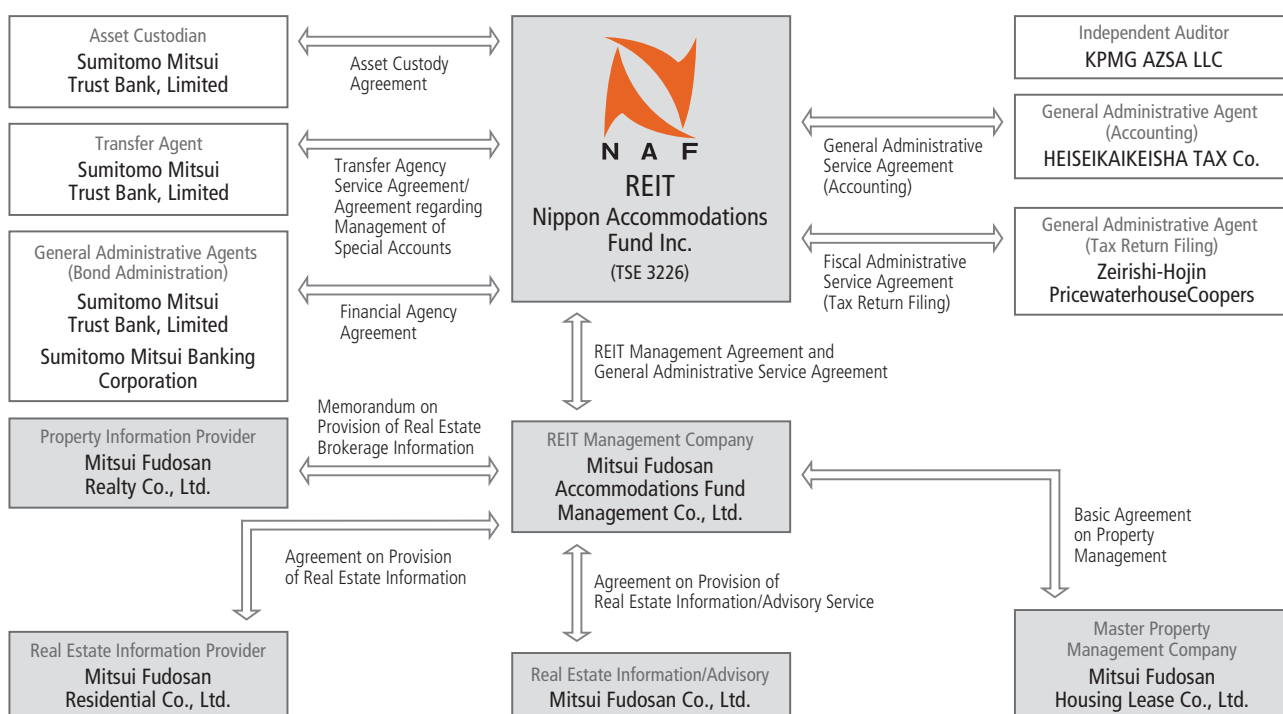 Asset Custodian
Sumitomo Mitsui
Trust Bank, Limited
Asset Custody
Agreement
Transfer Agent
Sumitomo Mitsui
Trust Bank, Limited
Transfer Agency
Service Agreement/
Agreement regarding
Management of
Special Accounts
General Administrative Agents
(Bond Administration)
Sumitomo Mitsui
Trust Bank, Limited
Sumitomo Mitsui Banking
Corporation
Financial Agency
Agreement
N A F
REIT
Nippon Accommodations
Fund Inc.
(TSE 3226)
Independent Auditor
KPMG AZSA LLC
General Administrative
Service Agreement
(Accounting)
General Administrative Agent
(Accounting)
HEISEIKAIKEISHA TAX Co.
Fiscal Administrative
Service Agreement
(Tax Return Filing)
General Administrative Agent
(Tax Return Filing)
Zeirishi-Hojin
PricewaterhouseCoopers
REIT Management Agreement and
General Administrative Service Agreement
Property Information Provider
Mitsui Fudosan
Realty Co., Ltd.
Memorandum on
Provision of Real Estate
Brokerage Information
REIT Management Company
Mitsui Fudosan
Accommodations Fund
Management Co., Ltd.
Basic Agreement
on Property
Management
Agreement on Provision
of Real Estate Information
Agreement on Provision of
Real Estate Information/Advisory Service
Real Estate Information Provider
Mitsui Fudosan
Residential Co., Ltd.
Real Estate Information/Advisory
Mitsui Fudosan Co., Ltd.
Master Property
Management Company
Mitsui Fudosan
Housing Lease Co., Ltd.